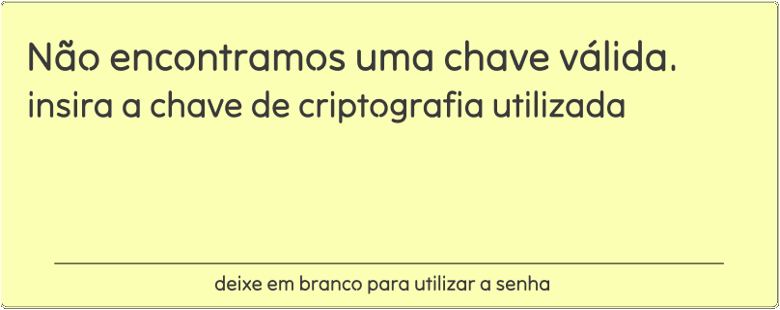 Não encontramos uma chave válida.
insira a chave de criptografia utilizada
deixe em branco para utilizar a senha